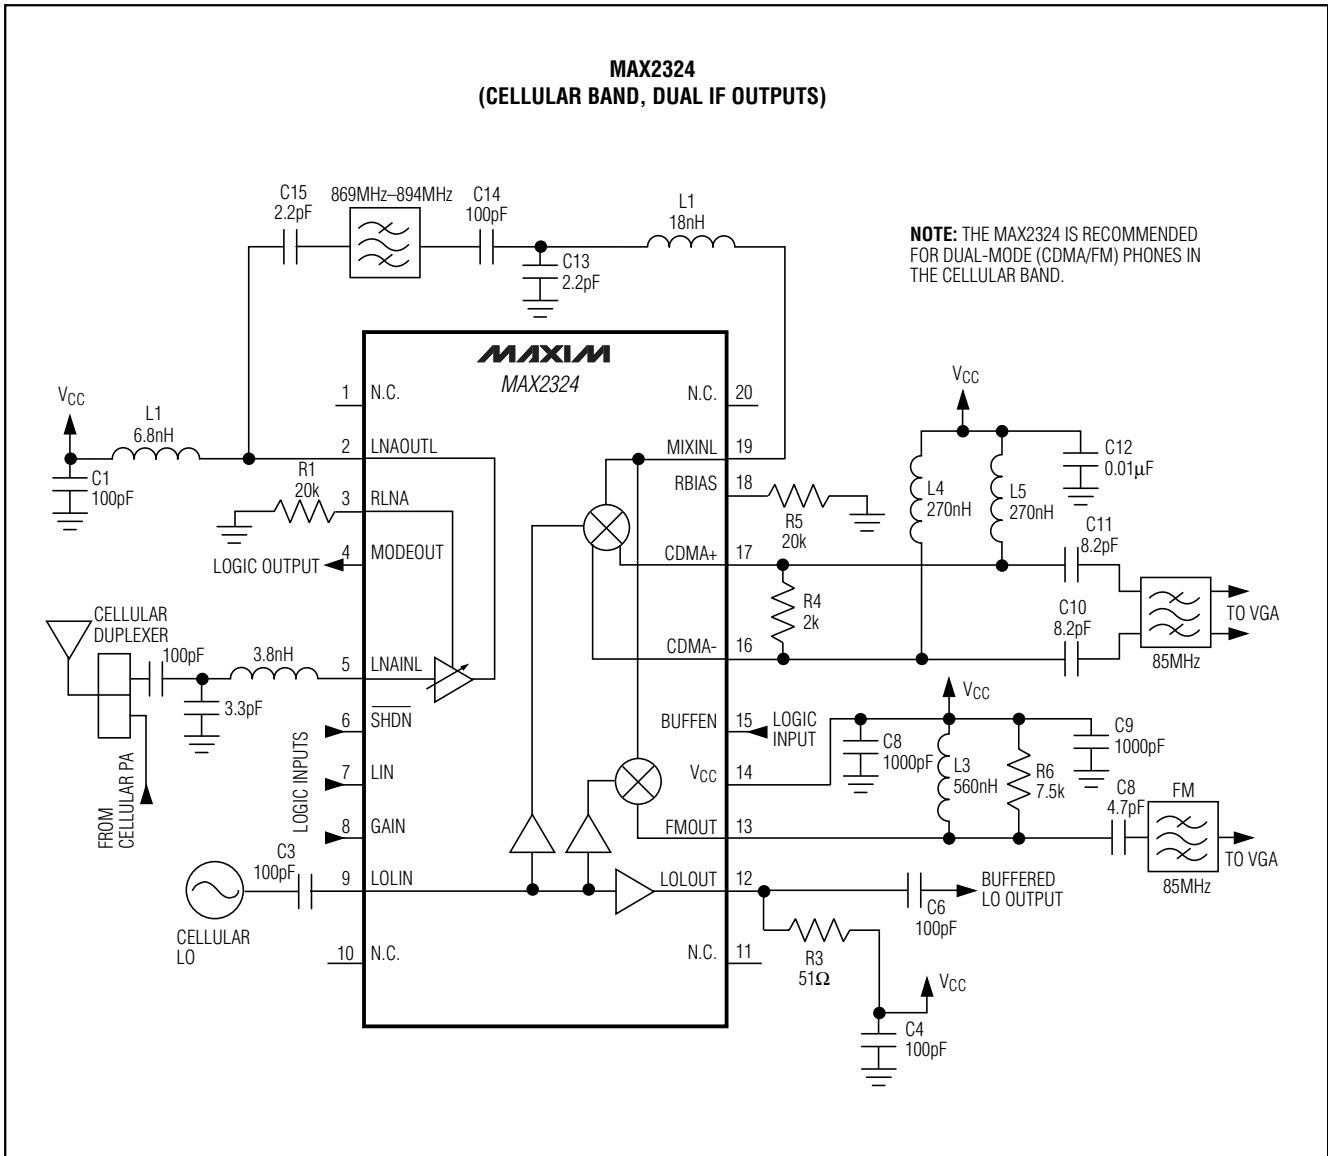 MAX2324
(CELLULAR BAND, DUAL IF OUTPUTS)
C15
2.2pF
869MHz–894MHz
C14
100pF
L1
18nH
C13
2.2pF
NOTE: THE MAX2324 IS RECOMMENDED
FOR DUAL-MODE (CDMA/FM) PHONES IN
THE CELLULAR BAND.
MAXIM
MAX2324
VCC
L1
6.8nH
C1
100pF
R1
20k
LOGIC OUTPUT
CELLULAR
DUPLEXER
100pF
3.8nH
3.3pF
FROM
CELLULAR PA
LOGIC INPUTS
C3
100pF
CELLULAR
LO
1 N.C.
2 LNAOUTL
3 RLNA
4 MODEOUT
5 LNAINL
6 SHDN
7 LIN
8 GAIN
9 LOLIN
10 N.C.
N.C. 20
MIXINL 19
RBIAS 18
CDMA+ 17
CDMA- 16
BUFFEN 15
VCC 14
FMOUT 13
LOLOUT 12
N.C. 11
R5
20k
VCC
C12
0.01µF
L4
270nH
L5
270nH
C11
8.2pF
R4
2k
C10
8.2pF
TO VGA
85MHz
LOGIC
INPUT
VCC
C8
1000pF
L3
560nH
R6
7.5k
C9
1000pF
C8
4.7pF
FM
TO VGA
85MHz
C6
100pF
BUFFERED
LO OUTPUT
R3
51Ω
VCC
C4
100pF